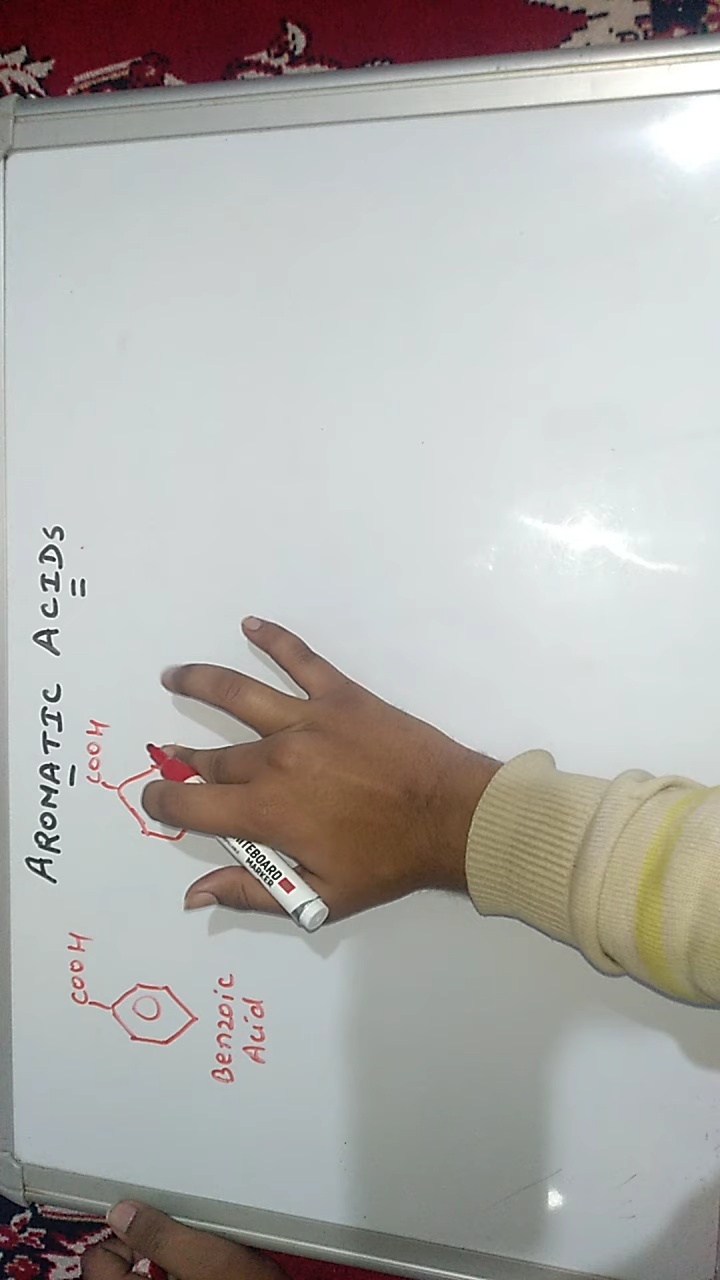 AROMATIC ACIDS
COOH
Benzoic
Acid
COOH
WHITEBOARD
MARKER